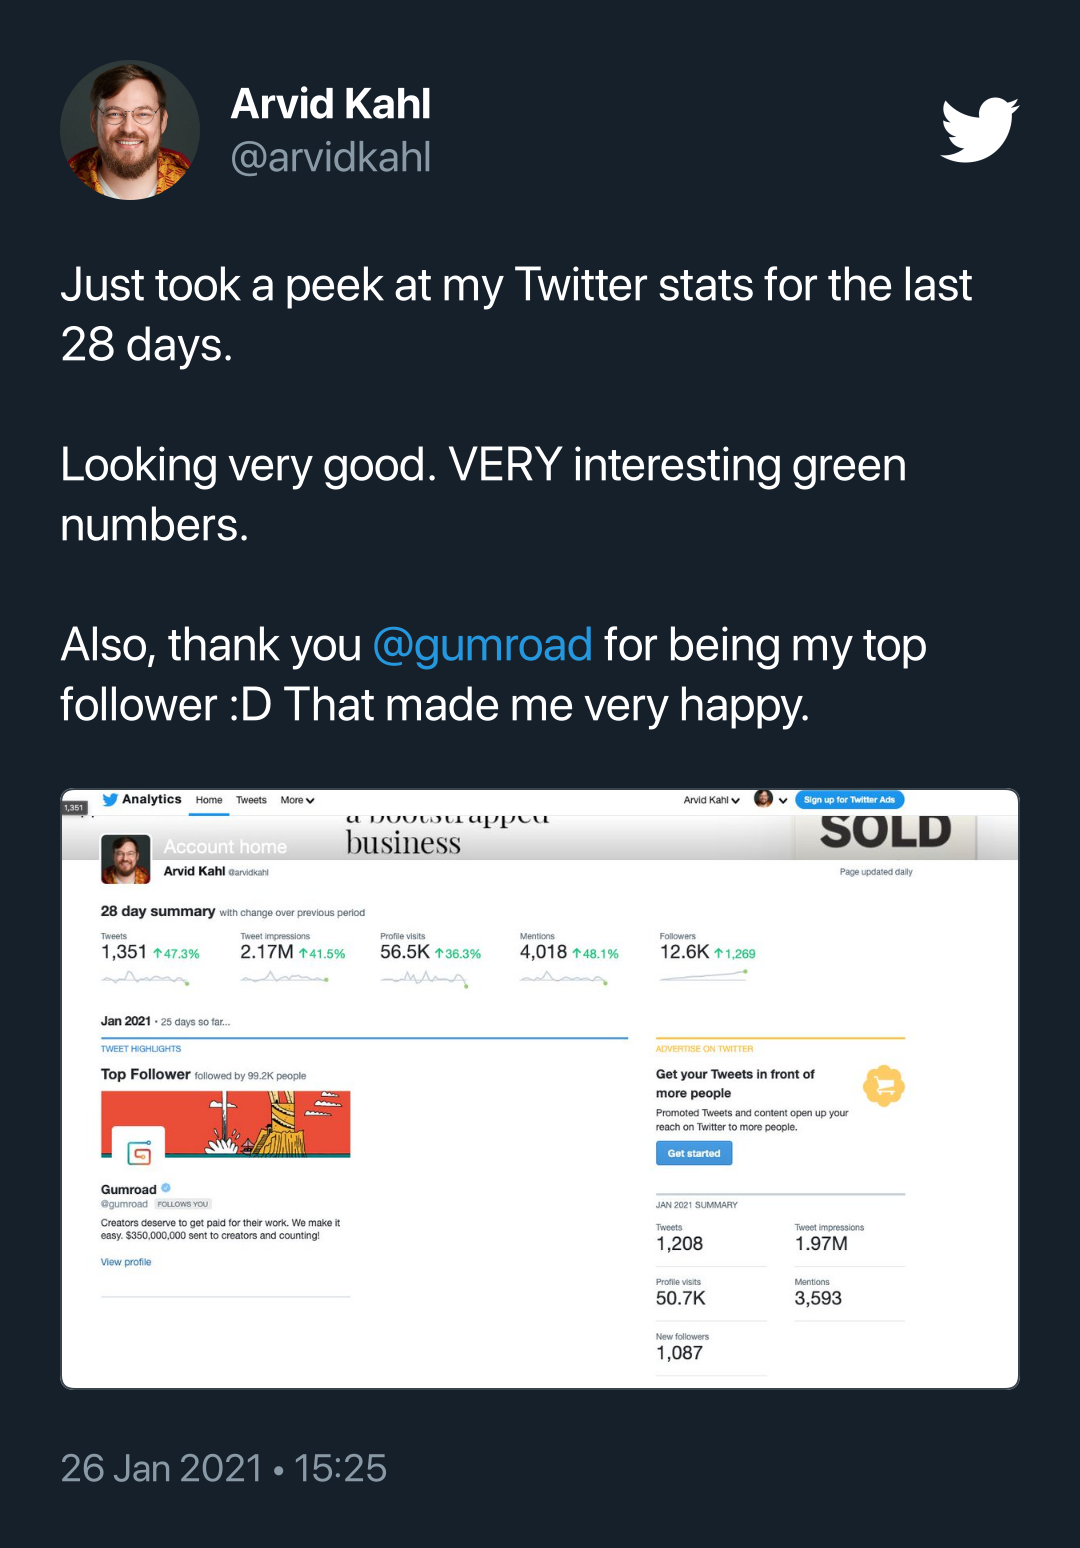 Arvid Kahl
@arvidkahl
Just took a peek at my Twitter stats for the last
28 days.
Looking very good. VERY interesting green
numbers.
Also, thank you @gumroad for being my top
follower :D That made me very happy.
1,351
Analytics Home Tweets More
Arvid Kahl
Sign up for Twitter Ads
a bootstrapped
business
SOLD
Account home
Arvid Kahl @arvidkahl
Page updated daily
28 day summary with change over previous period
Tweets
1,351 ↑47.3%
Tweet impressions
2.17M ↑41.5%
Profile visits
56.5K ↑36.3%
Mentions
4,018 ↑48.1%
Followers
12.6K ↑1,269
Jan 2021 • 25 days so far...
TWEET HIGHLIGHTS
Top Follower followed by 99.2K people
Gumroad
@gumroad FOLLOWS YOU
Creators deserve to get paid for their work. We make it
easy. $350,000,000 sent to creators and counting!
View profile
ADVERTISE ON TWITTER
Get your Tweets in front of
more people
Promoted Tweets and content open up your
reach on Twitter to more people.
Get started
JAN 2021 SUMMARY
Tweets
1,208
Tweet impressions
1.97M
Profile visits
50.7K
Mentions
3,593
New followers
1,087
26 Jan 2021 • 15:25